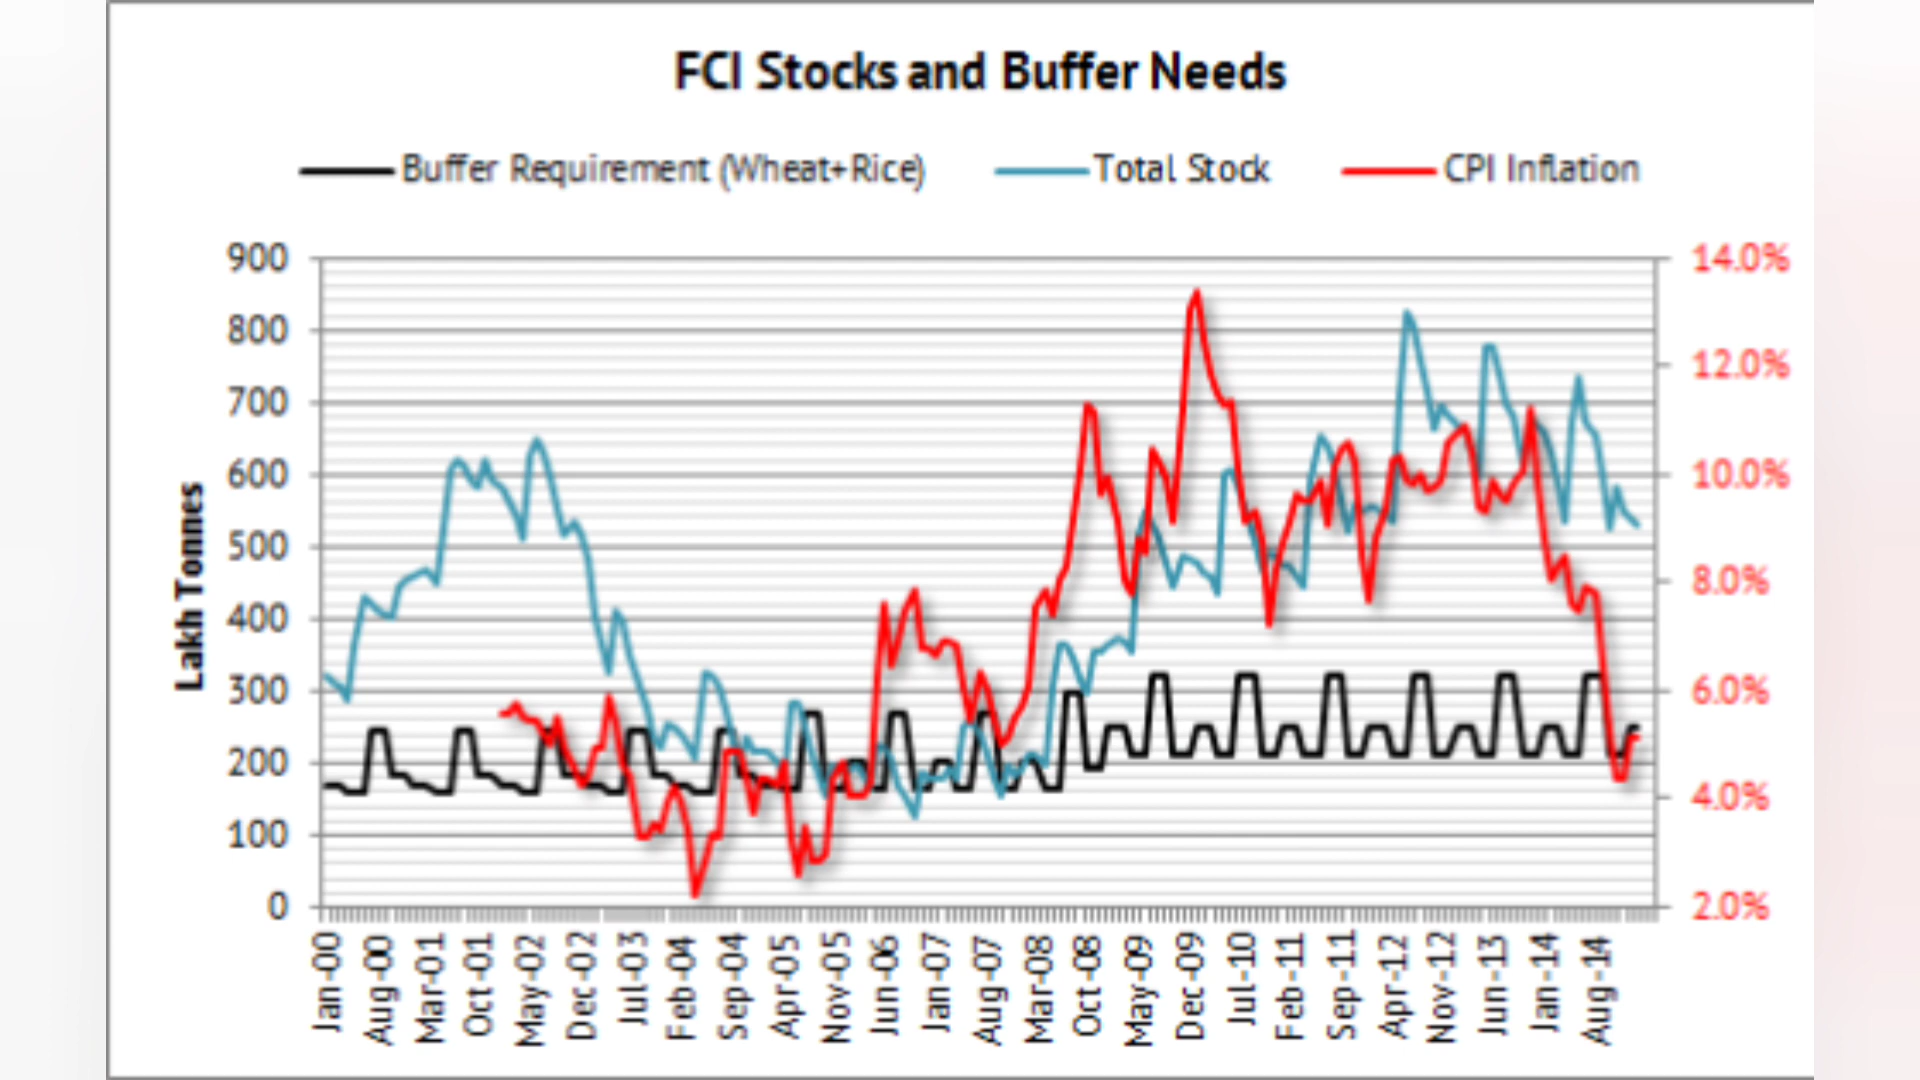 FCI Stocks and Buffer Needs
Buffer Requirement (Wheat+Rice) Total Stock CPI Inflation
Lakh Tonnes
900
800
700
600
500
400
300
200
100
0
14.0%
12.0%
10.0%
8.0%
6.0%
4.0%
2.0%
Jan-00
Aug-00
Mar-01
Oct-01
May-02
Dec-02
Jul-03
Feb-04
Sep-04
Apr-05
Nov-05
Jun-06
Jan-07
Aug-07
Mar-08
Oct-08
May-09
Dec-09
Jul-10
Feb-11
Sep-11
Apr-12
Nov-12
Jun-13
Jan-14
Aug-14